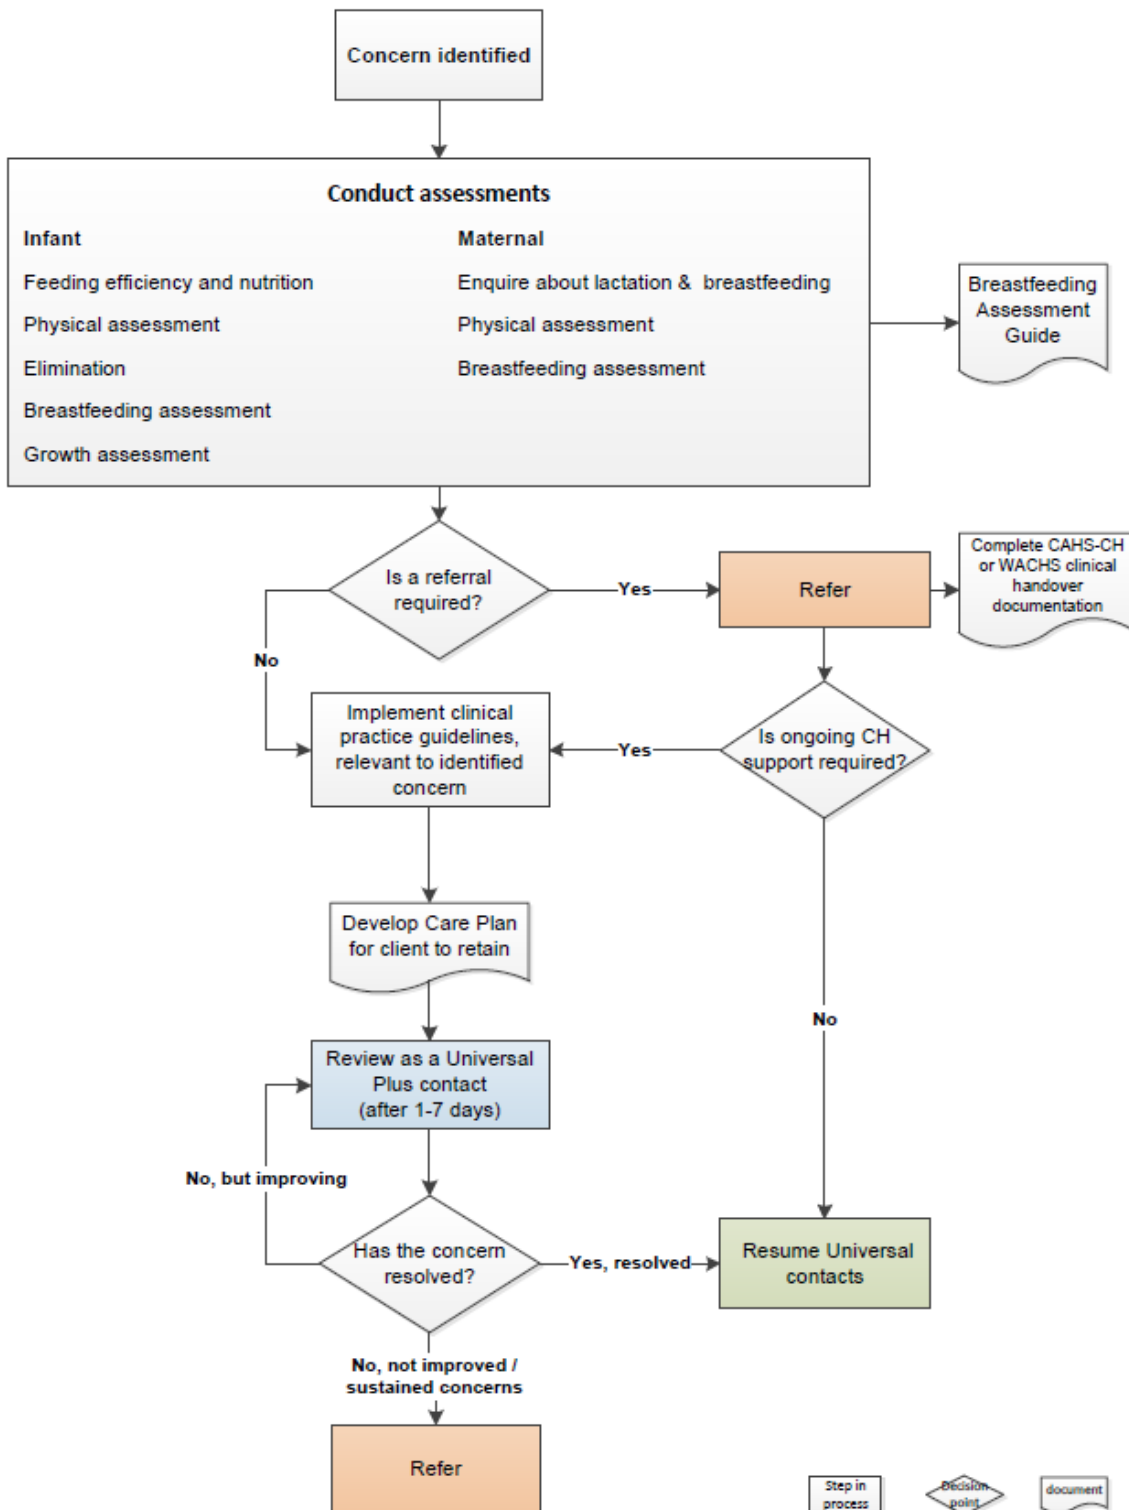 Concern identified
Conduct assessments
Infant
Feeding efficiency and nutrition
Physical assessment
Elimination
Breastfeeding assessment
Growth assessment
Maternal
Enquire about lactation & breastfeeding
Physical assessment
Breastfeeding assessment
Breastfeeding
Assessment
Guide
Is a referral
required?
Yes
Refer
Complete CAHS-CH
or WACHS clinical
handover
documentation
No
Implement clinical
practice guidelines,
relevant to identified
concern
Yes
Is ongoing CH
support required?
Develop Care Plan
for client to retain
No
Review as a Universal
Plus contact
(after 1-7 days)
No, but improving
Has the concern
resolved?
Yes, resolved
Resume Universal
contacts
No, not improved /
sustained concerns
Refer
Step in
process
Decision
point
document